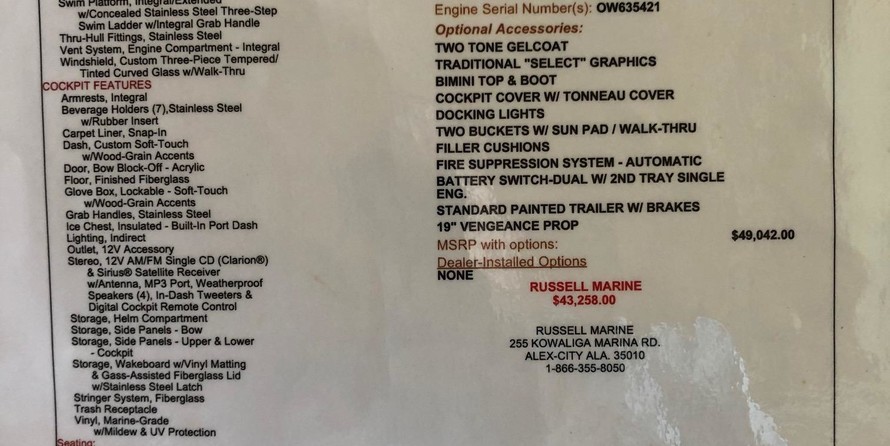 Swim Platform, Integral/Extended
w/Concealed Stainless Steel Three-Step
Swim Ladder w/Integral Grab Handle
Thru-Hull Fittings, Stainless Steel
Vent System, Engine Compartment - Integral
Windshield, Custom Three-Piece Tempered/
Tinted Curved Glass w/Walk-Thru
COCKPIT FEATURES
Armrests, Integral
Beverage Holders (7),Stainless Steel
w/Rubber Insert
Carpet Liner, Snap-In
Dash, Custom Soft-Touch
w/Wood-Grain Accents
Door, Bow Block-Off - Acrylic
Floor, Finished Fiberglass
Glove Box, Lockable - Soft-Touch
w/Wood-Grain Accents
Grab Handles, Stainless Steel
Ice Chest, Insulated - Built-In Port Dash
Lighting, Indirect
Outlet, 12V Accessory
Stereo, 12V AM/FM Single CD (Clarion®)
& Sirius® Satellite Receiver
w/Antenna, MP3 Port, Weatherproof
Speakers (4), In-Dash Tweeters &
Digital Cockpit Remote Control
Storage, Helm Compartment
Storage, Side Panels - Bow
Storage, Side Panels - Upper & Lower
- Cockpit
Storage, Wakeboard w/Vinyl Matting
& Gass-Assisted Fiberglass Lid
w/Stainless Steel Latch
Stringer System, Fiberglass
Trash Receptacle
Vinyl, Marine-Grade
w/Mildew & UV Protection
Seating:
Engine Serial Number(s): OW635421
Optional Accessories:
TWO TONE GELCOAT
TRADITIONAL "SELECT" GRAPHICS
BIMINI TOP & BOOT
COCKPIT COVER W/ TONNEAU COVER
DOCKING LIGHTS
TWO BUCKETS W/ SUN PAD / WALK-THRU
FILLER CUSHIONS
FIRE SUPPRESSION SYSTEM - AUTOMATIC
BATTERY SWITCH-DUAL W/ 2ND TRAY SINGLE
ENG.
STANDARD PAINTED TRAILER W/ BRAKES
19" VENGEANCE PROP
MSRP with options: $49,042.00
Dealer-Installed Options
NONE
RUSSELL MARINE
$43,258.00
RUSSELL MARINE
255 KOWALIGA MARINA RD.
ALEX-CITY ALA. 35010
1-866-355-8050